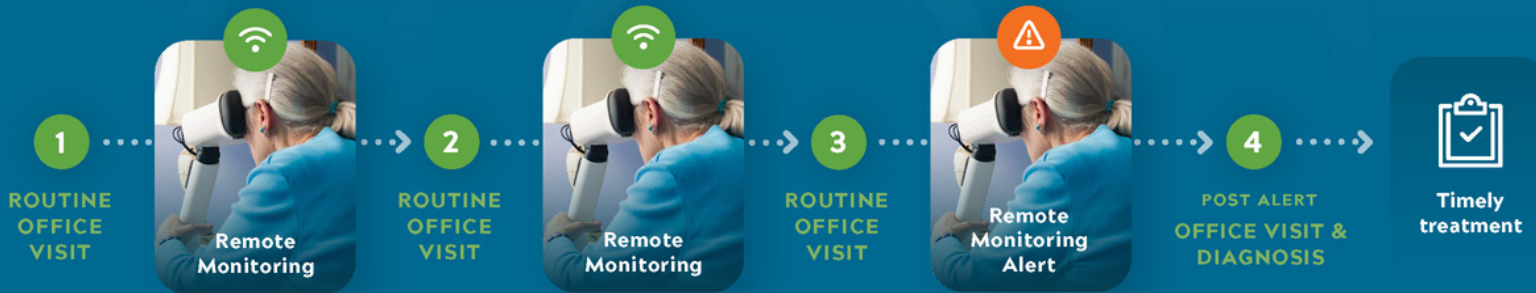 1
ROUTINE
OFFICE
VISIT
Remote
Monitoring
2
ROUTINE
OFFICE
VISIT
Remote
Monitoring
3
ROUTINE
OFFICE
VISIT
Remote
Monitoring
Alert
4
POST ALERT
OFFICE VISIT &
DIAGNOSIS
Timely
treatment